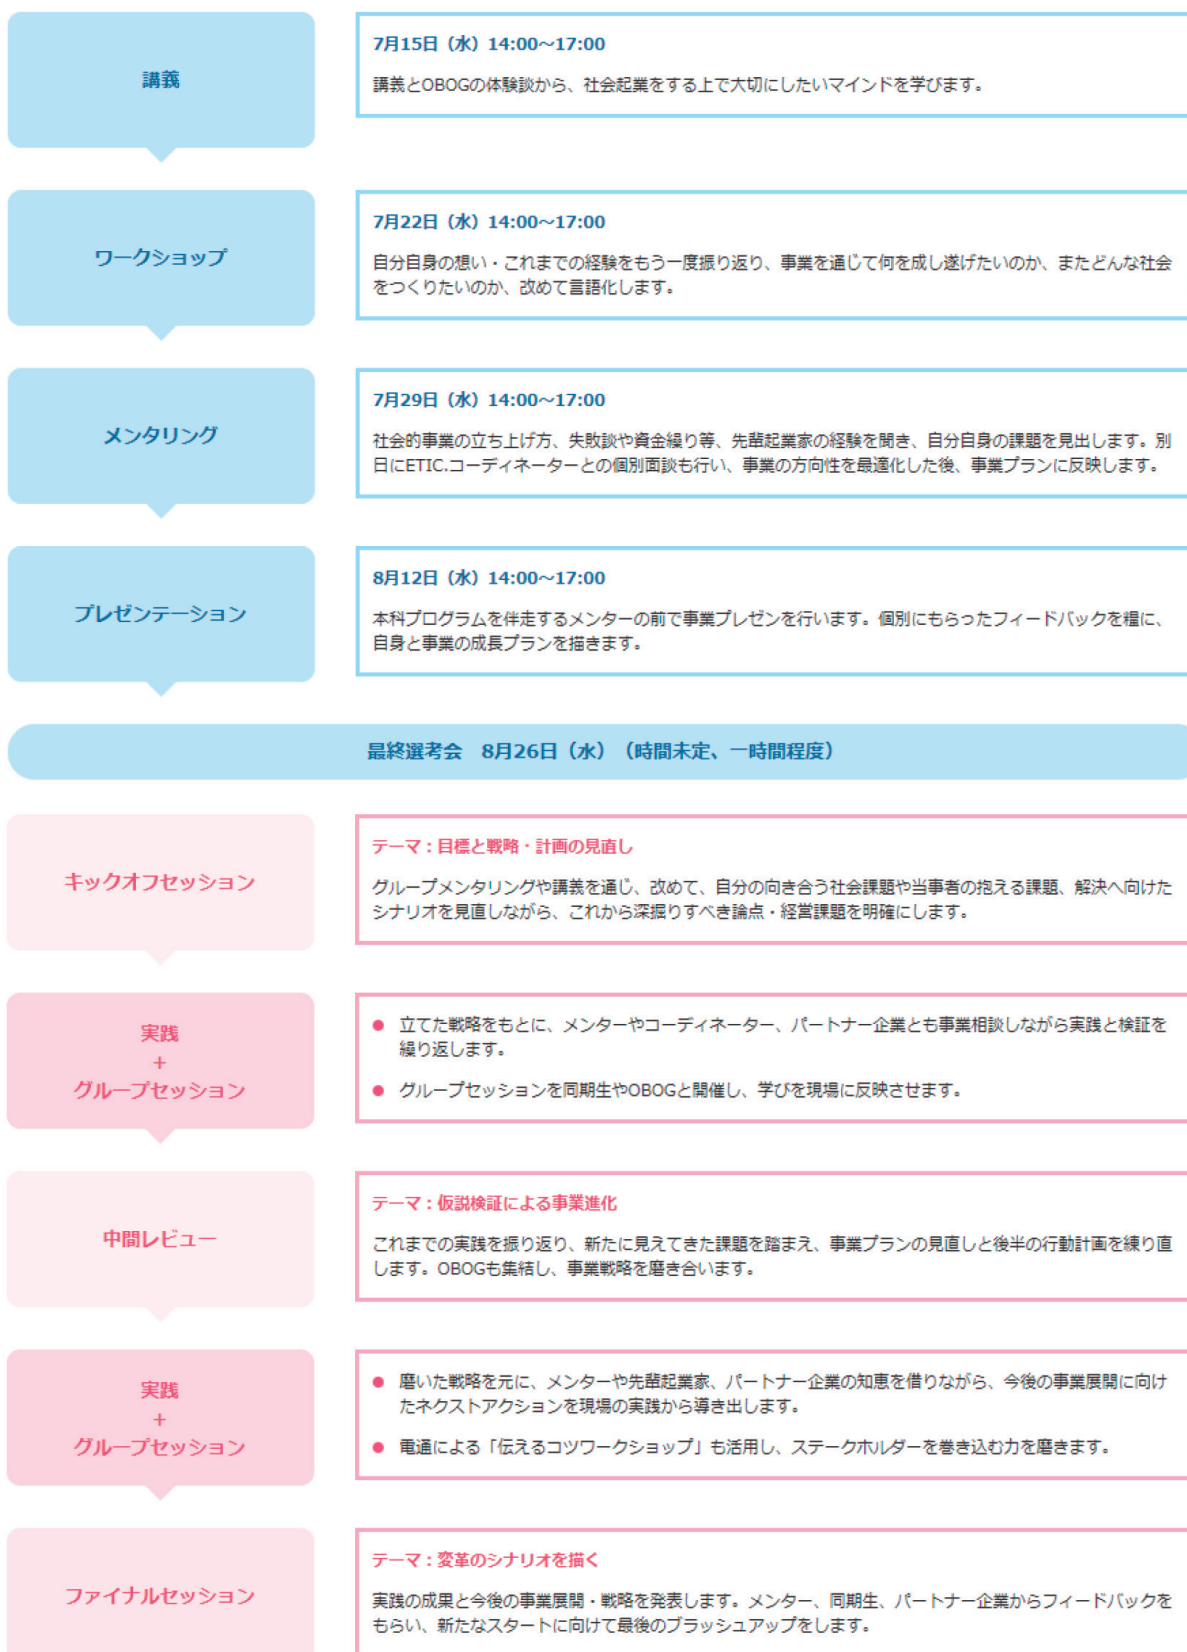 講義
7月15日（水）14:00～17:00
講義とOBOGの体験談から、社会起業をする上で大切にしたいマインドを学びます。
ワークショップ
7月22日（水）14:00～17:00
自分自身の想い・これまでの経験をもう一度振り返り、事業を通じて何を成し遂げたいのか、またどんな社会
をつくりたいのか、改めて言語化します。
メンタリング
7月29日（水）14:00～17:00
社会的事業の立ち上げ方、失敗談や資金繰り等、先輩起業家の経験を聞き、自分自身の課題を見出します。別
日にETIC.コーディネーターとの個別面談も行い、事業の方向性を最適化した後、事業プランに反映します。
プレゼンテーション
8月12日（水）14:00～17:00
本科プログラムを伴走するメンターの前で事業プレゼンを行います。個別にもらったフィードバックを糧に、
自身と事業の成長プランを描きます。
最終選考会　8月26日（水）（時間未定、一時間程度）
キックオフセッション
テーマ：目標と戦略・計画の見直し
グループメンタリングや講義を通じ、改めて、自分の向き合う社会課題や当事者の抱える課題、解決へ向けた
シナリオを見直しながら、これから深掘りすべき論点・経営課題を明確にします。
実践
+
グループセッション
● 立てた戦略をもとに、メンターやコーディネーター、パートナー企業とも事業相談しながら実践と検証を
繰り返します。
● グループセッションを同期生やOBOGと開催し、学びを現場に反映させます。
中間レビュー
テーマ：仮説検証による事業進化
これまでの実践を振り返り、新たに見えてきた課題を踏まえ、事業プランの見直しと後半の行動計画を練り直
します。OBOGも集結し、事業戦略を磨き合います。
実践
+
グループセッション
● 磨いた戦略を元に、メンターや先輩起業家、パートナー企業の知恵を借りながら、今後の事業展開に向け
たネクストアクションを現場の実践から導き出します。
● 電通による「伝えるコツワークショップ」も活用し、ステークホルダーを巻き込む力を磨きます。
ファイナルセッション
テーマ：変革のシナリオを描く
実践の成果と今後の事業展開・戦略を発表します。メンター、同期生、パートナー企業からフィードバックを
もらい、新たなスタートに向けて最後のブラッシュアップをします。